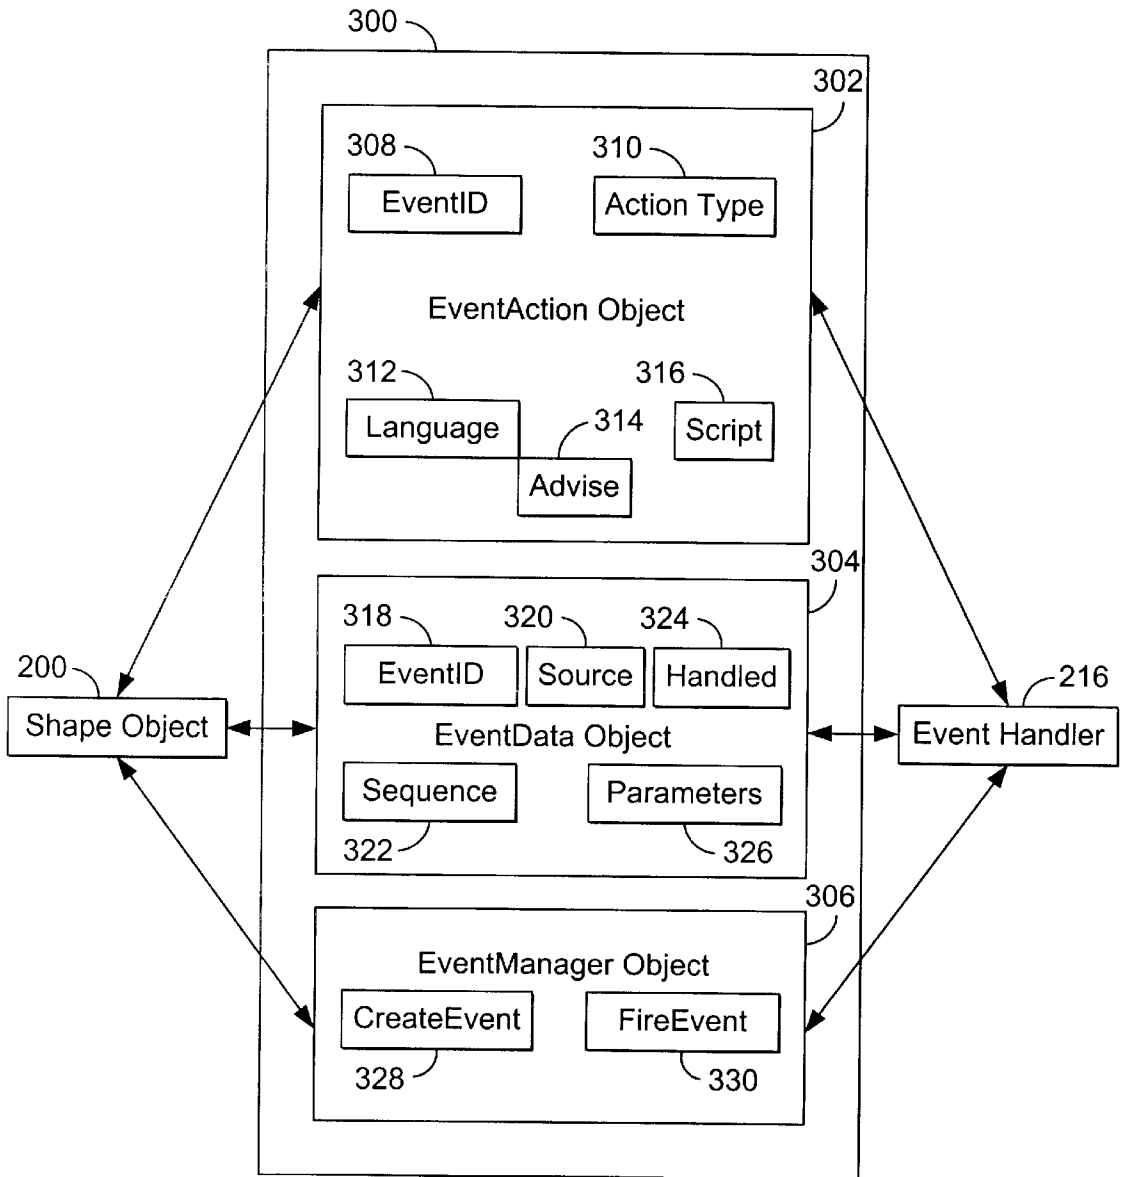 300
302
308
310
EventID
Action Type
EventAction Object
312
316
Language
314
Script
Advise
304
318
320
324
EventID
Source
Handled
200
216
Shape Object
EventData Object
Event Handler
Sequence
Parameters
322
326
306
EventManager Object
CreateEvent
FireEvent
328
330